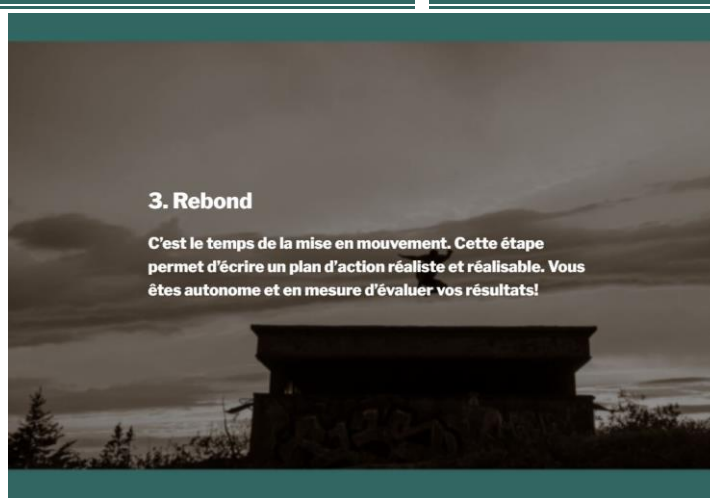 3. Rebond
C'est le temps de la mise en mouvement. Cette étape
permet d'écrire un plan d'action réaliste et réalisable. Vous
êtes autonome et en mesure d'évaluer vos résultats!